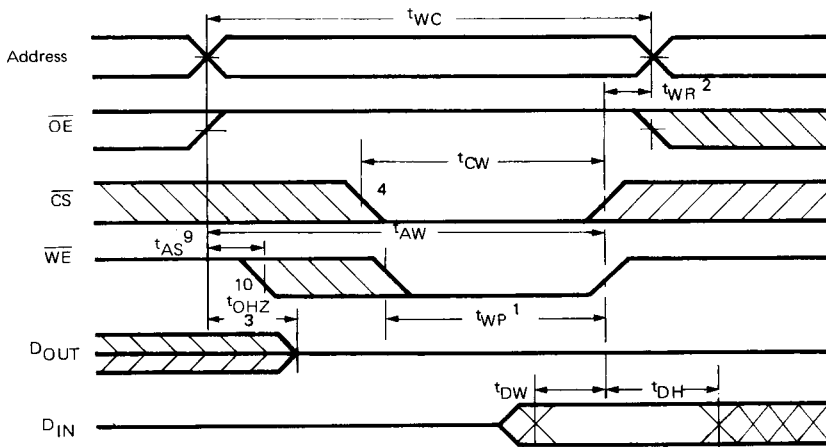 tWC
Address
tWR 2
OE
tCW
CS
4
tAW
WE
tAS 9
10
tOHZ
3
tWP 1
DOUT
tDW
tDH
DIN